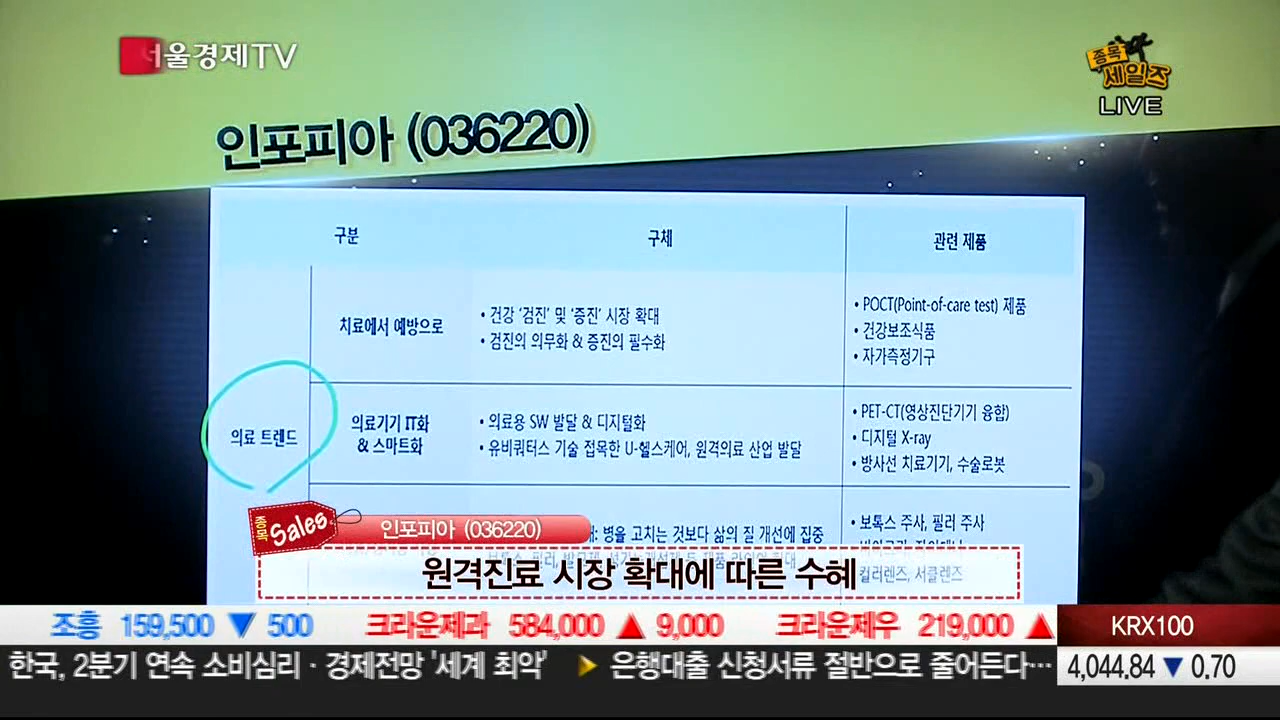 서울경제TV
종목
세일즈
LIVE
인포피아 (036220)
구분
구체
관련 제품
치료에서 예방으로
• 건강 '검진' 및 '증진' 시장 확대
• 검진의 의무화 & 증진의 필수화
• POCT(Point-of-care test) 제품
• 건강보조식품
• 자가측정기구
의료 트렌드
의료기기 IT화
& 스마트화
• 의료용 SW 발달 & 디지털화
• 유비쿼터스 기술 접목한 U-헬스케어, 원격의료 산업 발달
• PET-CT(영상진단기기 융합)
• 디지털 X-ray
• 방사선 치료기기, 수술로봇
병을 고치는 것보다 삶의 질 개선에 집중
• 보톡스 주사, 필러 주사
컬러렌즈, 서클렌즈
종목
Sales
인포피아 (036220)
원격진료 시장 확대에 따른 수혜
조흥 159,500 ▼ 500 크라운제과 584,000 ▲ 9,000 크라운제우 219,000 ▲
KRX100
한국, 2분기 연속 소비심리·경제전망 '세계 최악' ▶ 은행대출 신청서류 절반으로 줄어든다…
4,044.84 ▼ 0.70